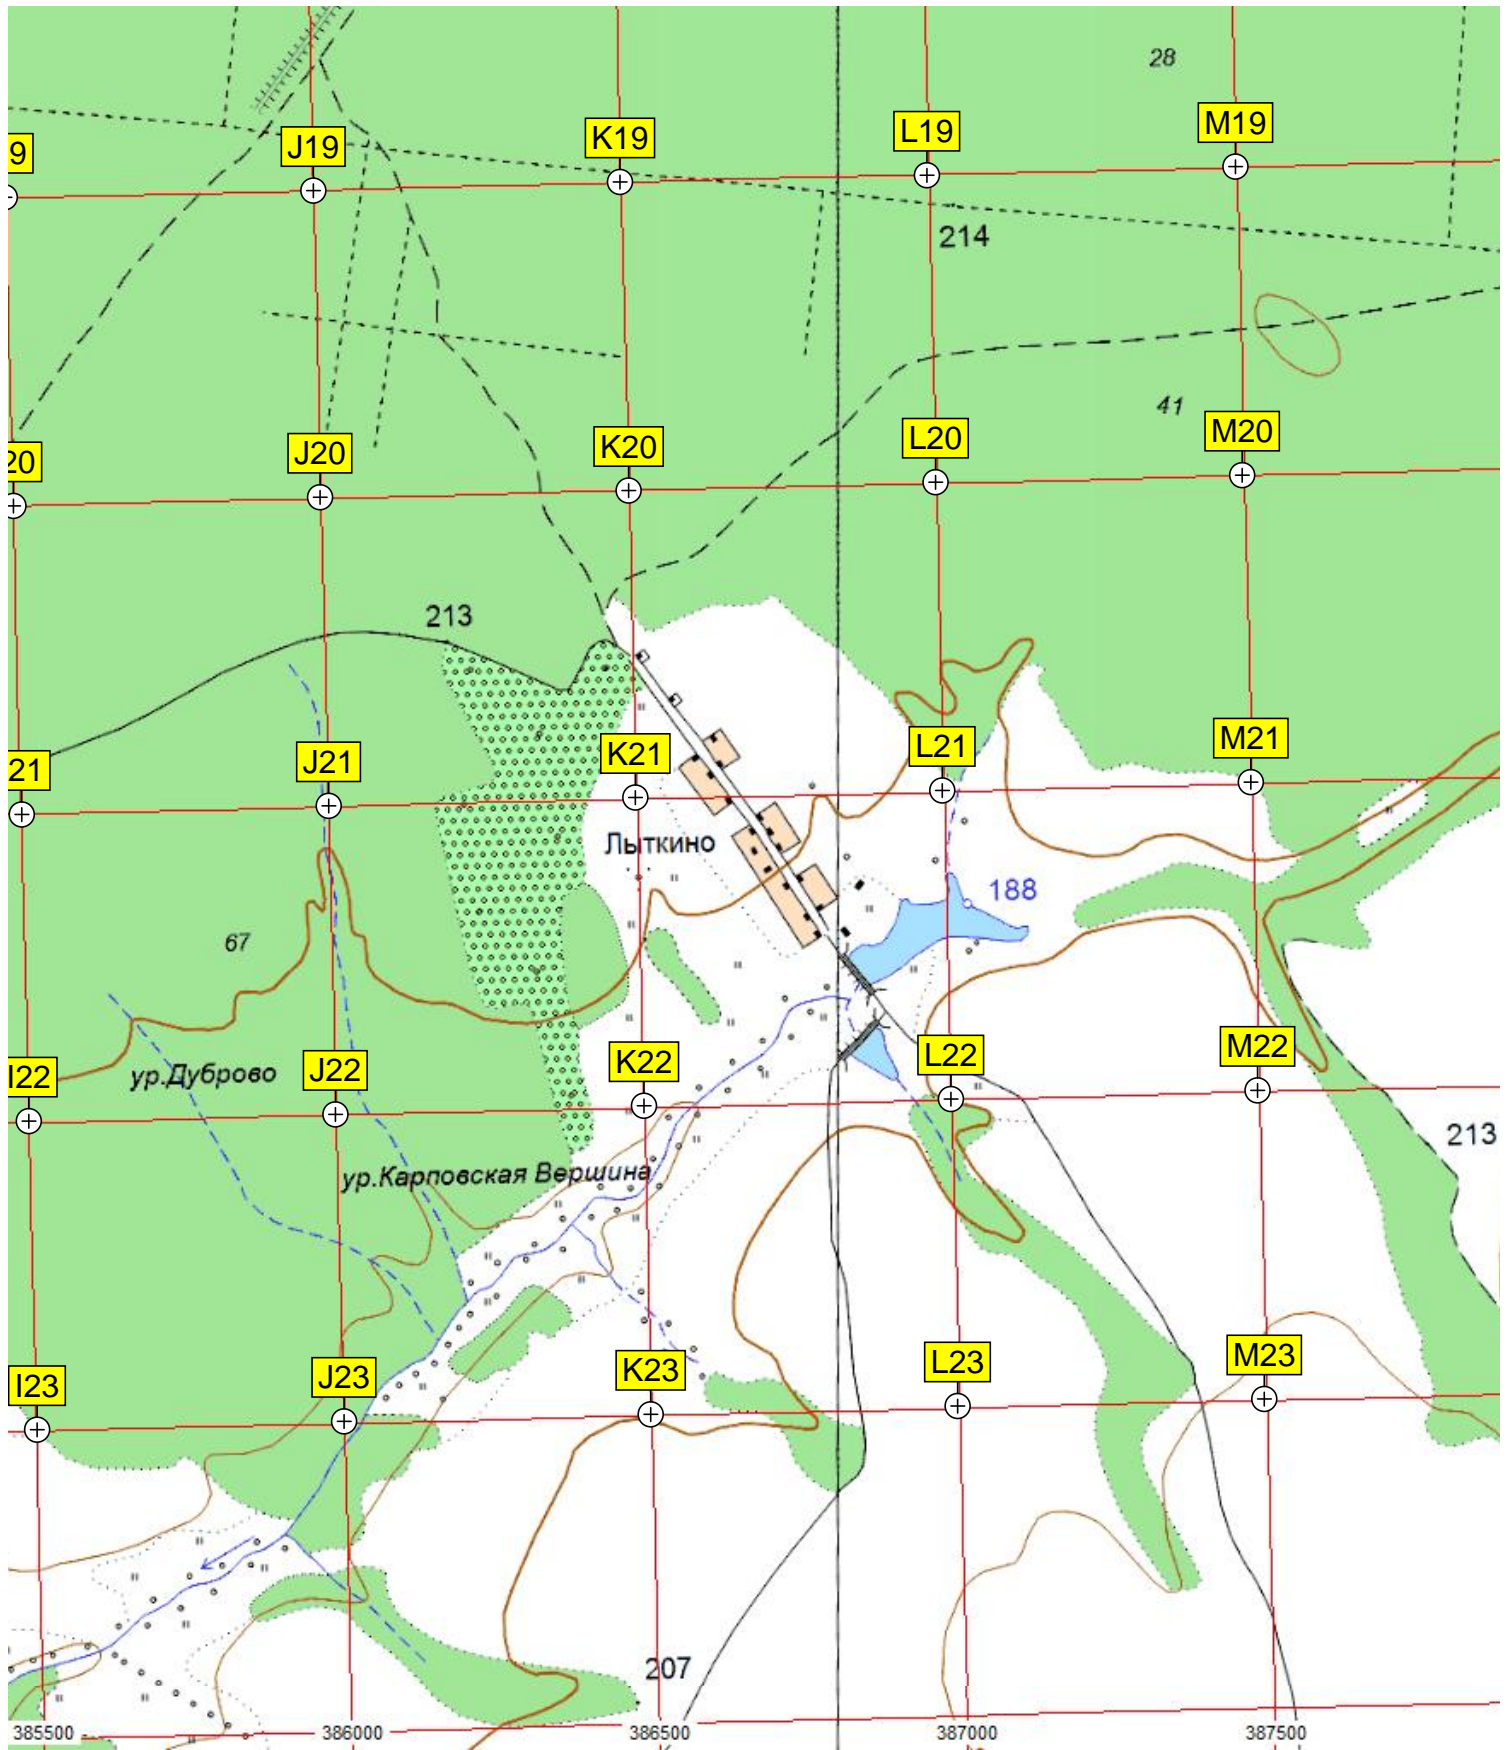 28
M19
L19
K19
J19
9
214
41
M20
L20
K20
J20
20
213
M21
L21
K21
J21
21
Лыткино
188
67
M22
L22
K22
J22
I22
ур.Дуброво
213
ур.Карповская Вершина
M23
L23
K23
J23
I23
207
385500 386000 386500 387000 387500